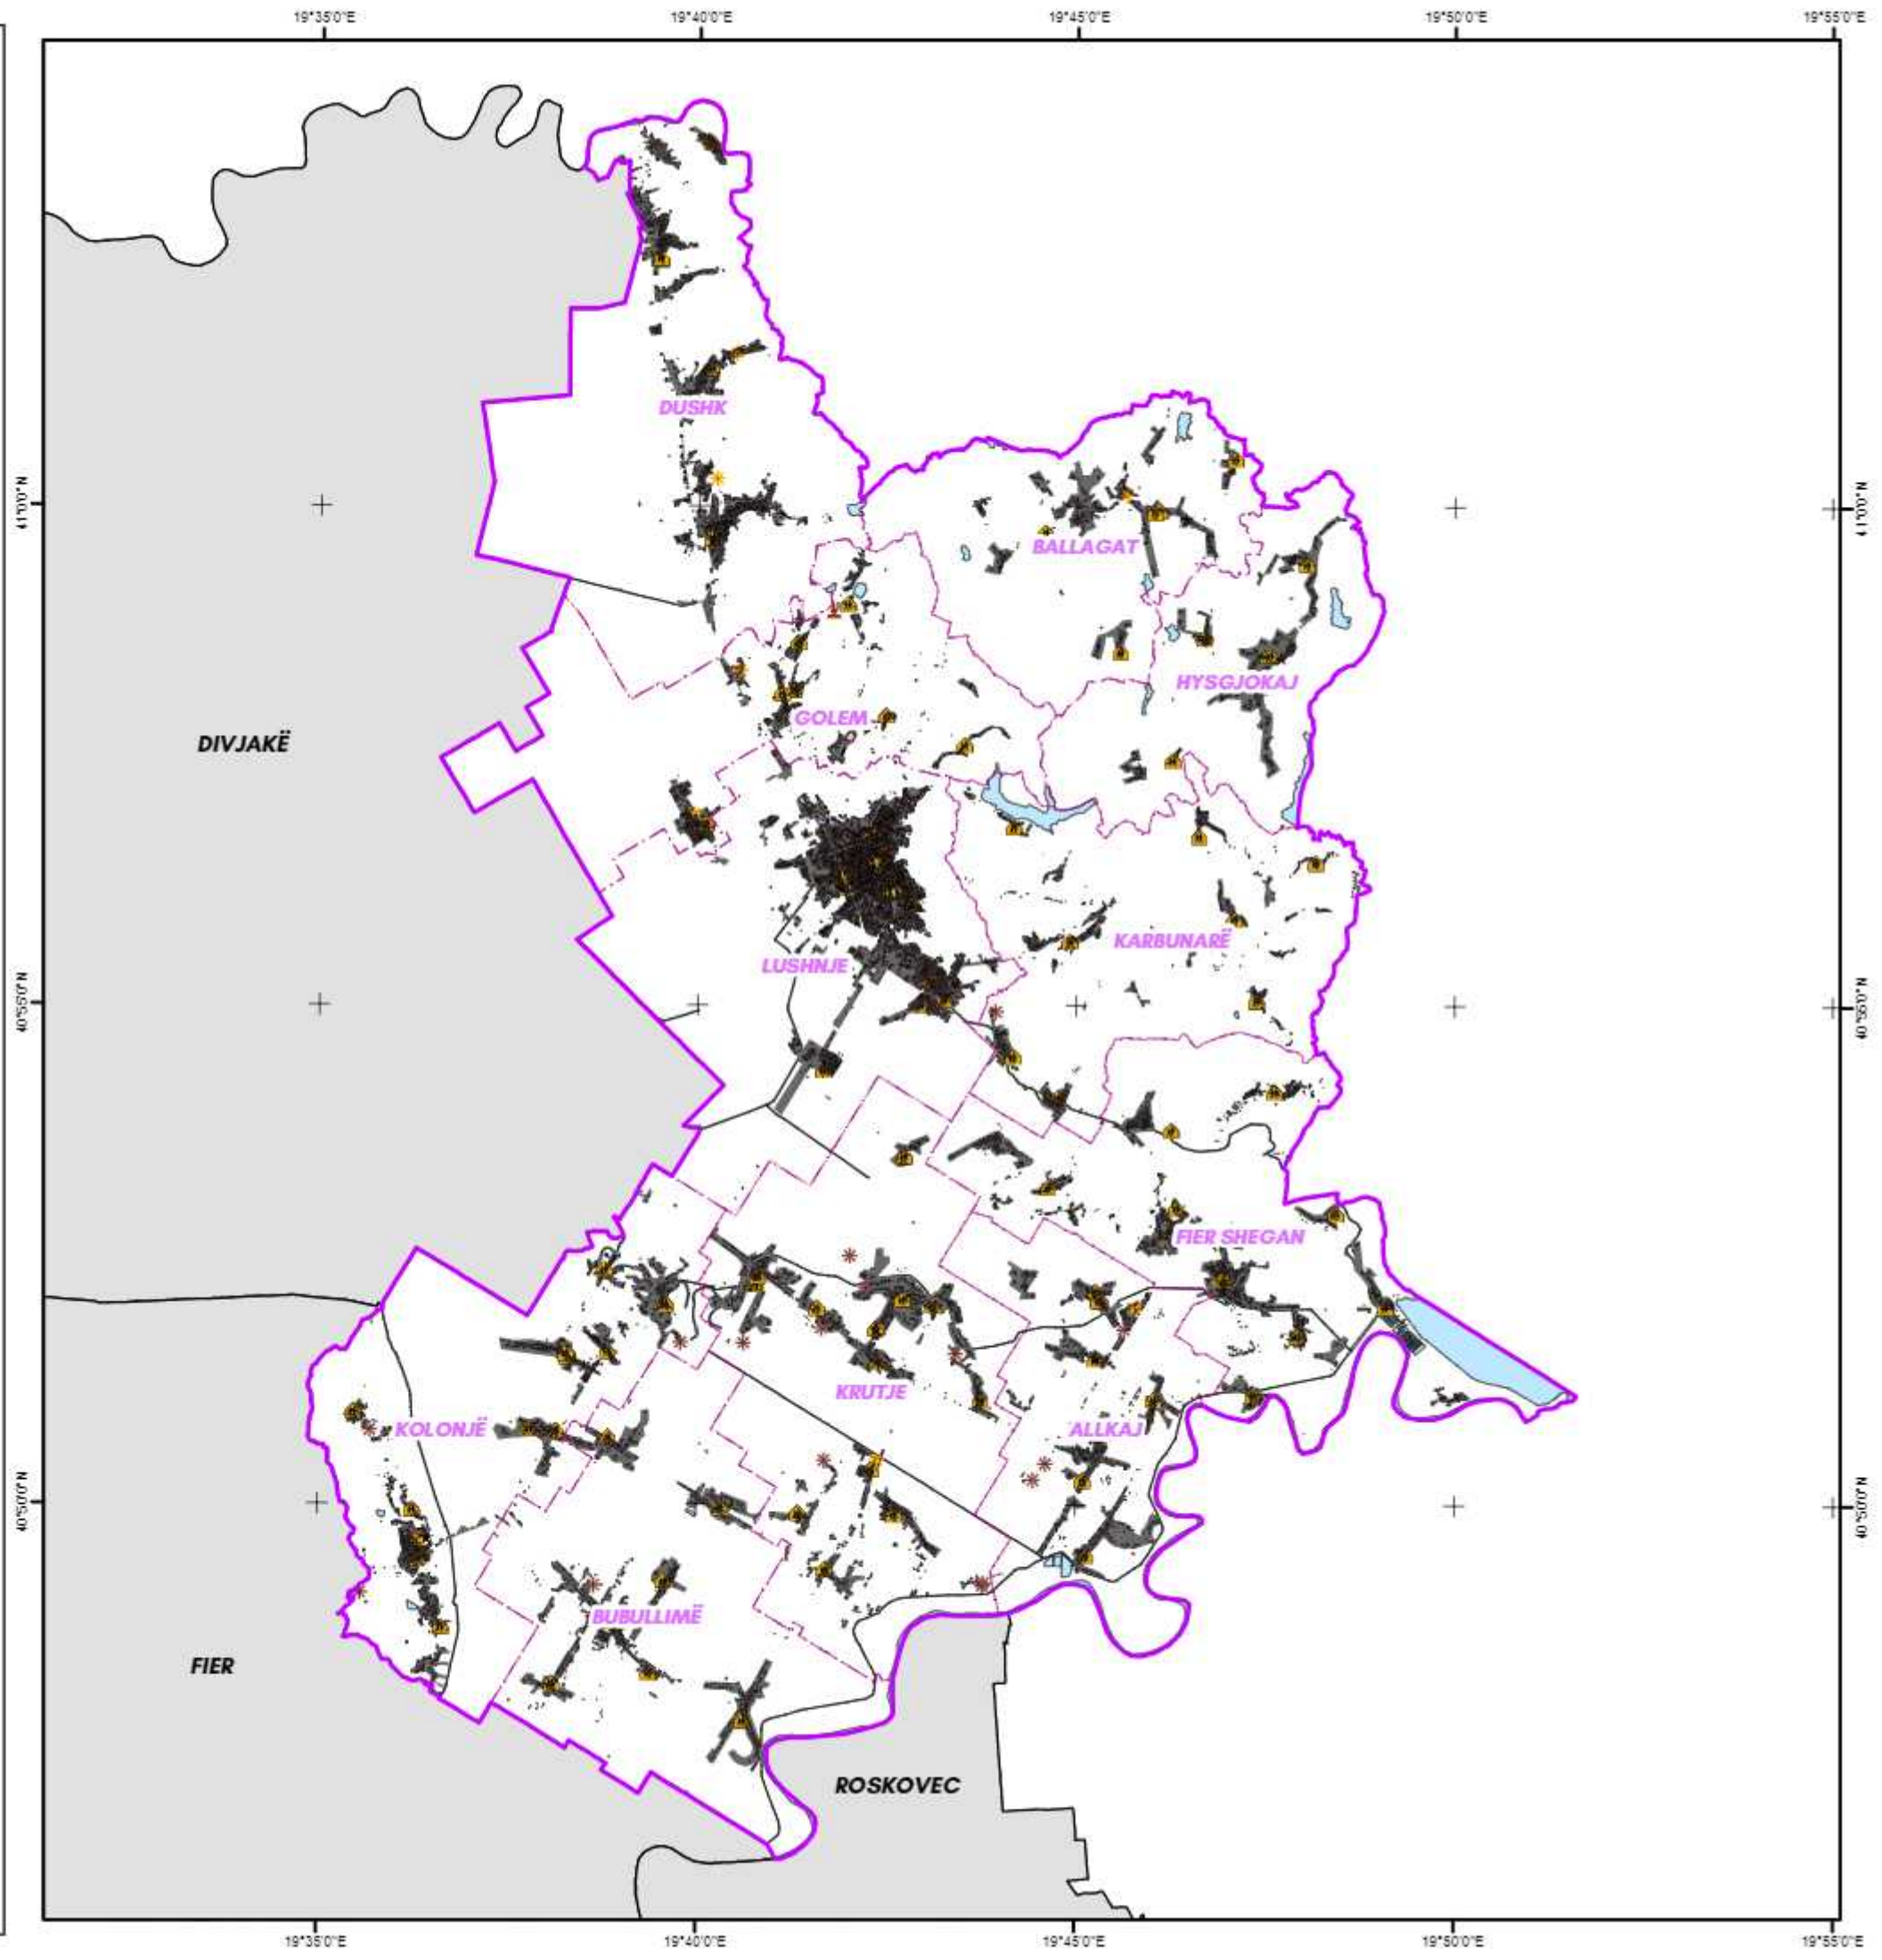 19°35'0"E
19°40'0"E
19°45'0"E
19°50'0"E
19°55'0"E
DUSHK
41°0'0"N
41°0'0"N
BALLAGAT
HYSGJOKAJ
GOLEM
DIVJAKË
KARBUNARË
LUSHNJE
40°55'0"N
40°55'0"N
FIER SHEGAN
KRUTJE
KOLONJË
ALLKAJ
40°50'0"N
40°50'0"N
BUBULLIMË
FIER
ROSKOVEC
19°35'0"E
19°40'0"E
19°45'0"E
19°50'0"E
19°55'0"E